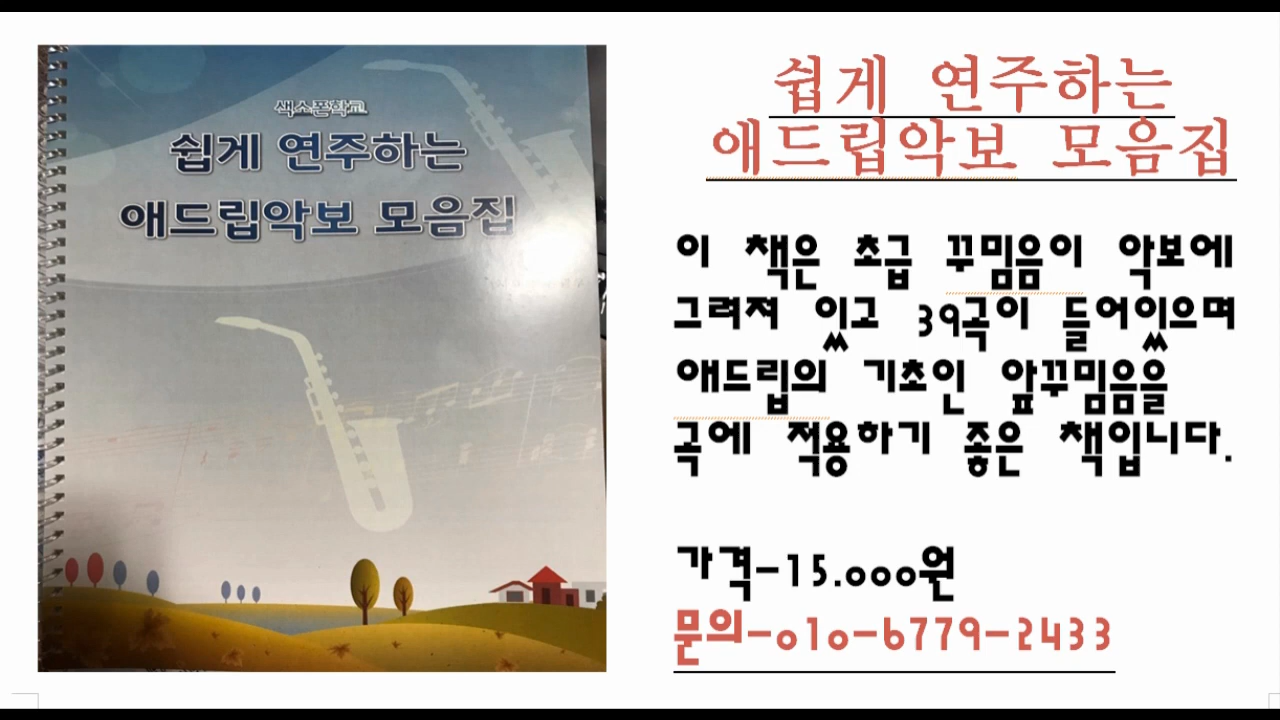 색소폰학교
쉽게 연주하는
애드립악보 모음집
쉽게 연주하는
애드립악보 모음집
이 책은 초급 꾸밈음이 악보에
그려져 있고 39곡이 들어있으며
애드립의 기초인 앞꾸밈음을
곡에 적용하기 좋은 책입니다.
가격-15.000원
문의-010-6779-2433